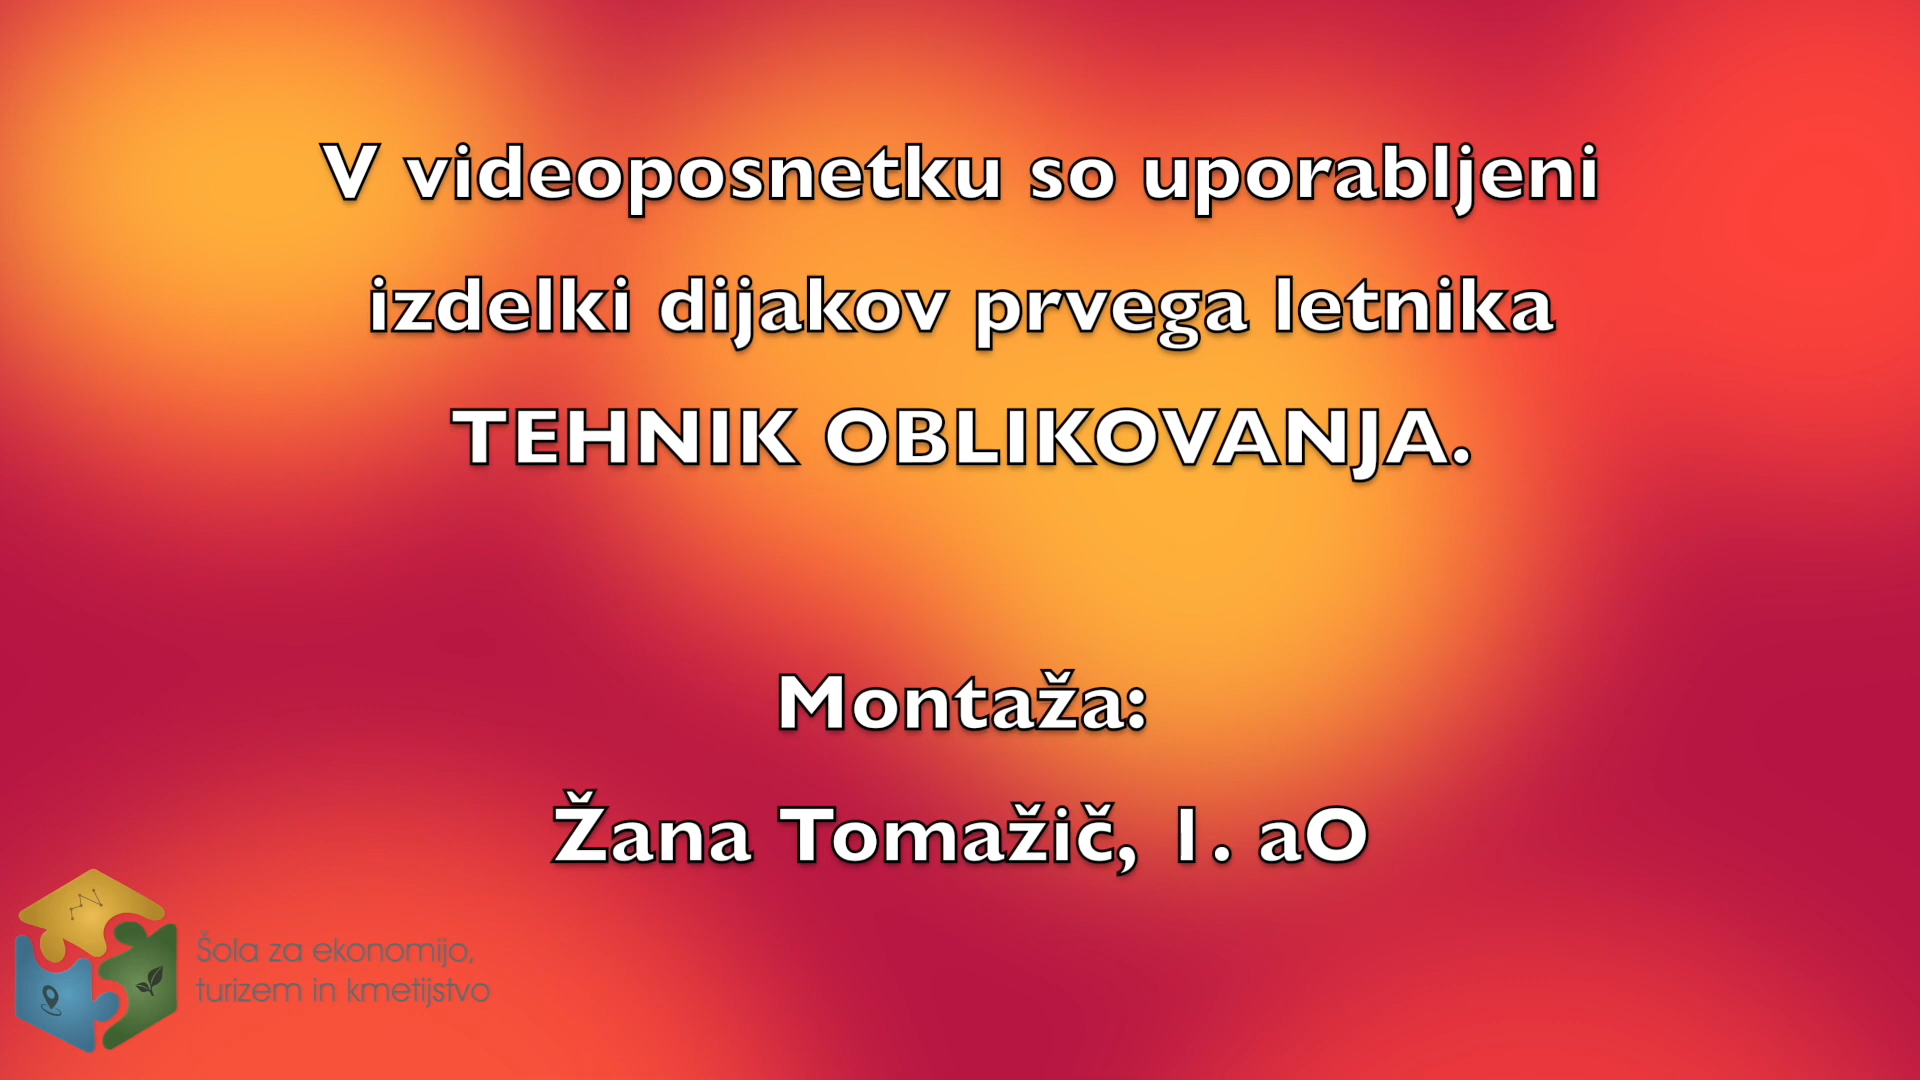 V videoposnetku so uporabljeni
izdelki dijakov prvega letnika
TEHNIK OBLIKOVANJA.
Montaža:
Žana Tomažič, 1. aO
Šola za ekonomijo,
turizem in kmetijstvo